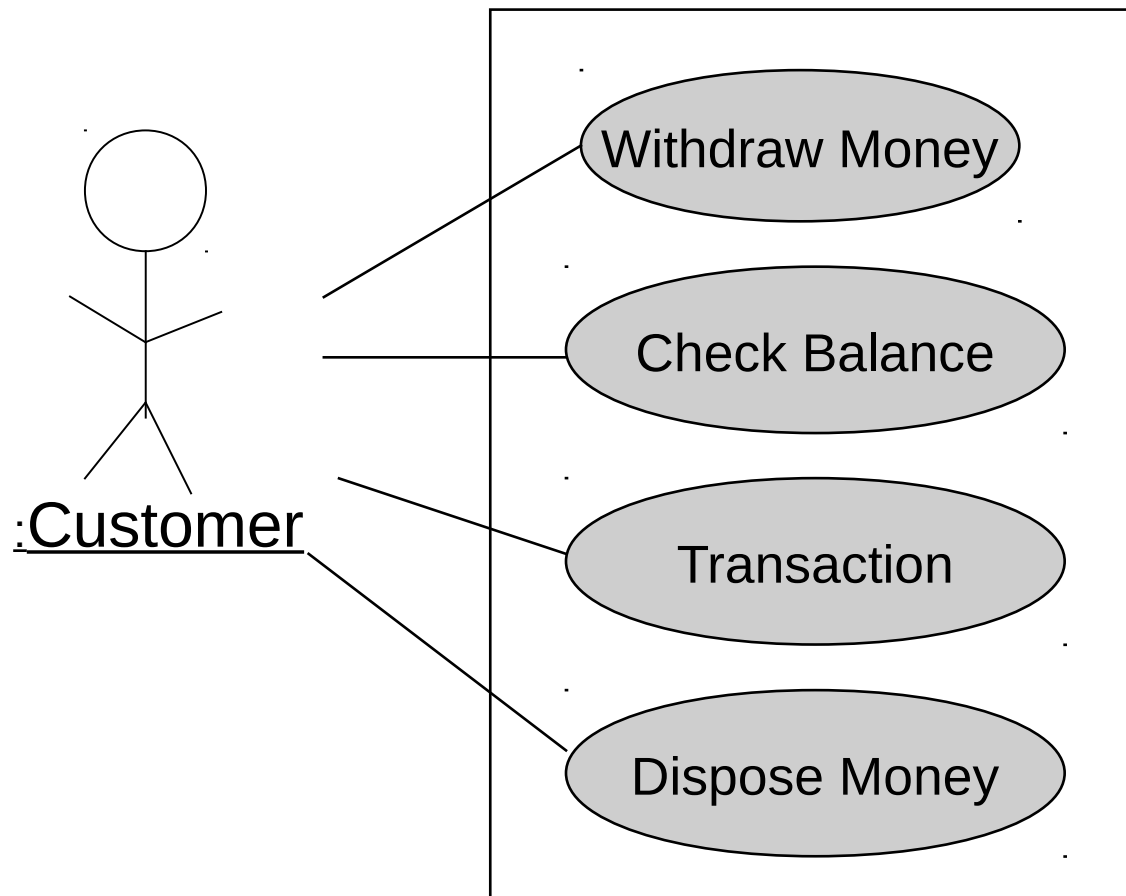 Withdraw Money
Check Balance
:Customer
Transaction
Dispose Money